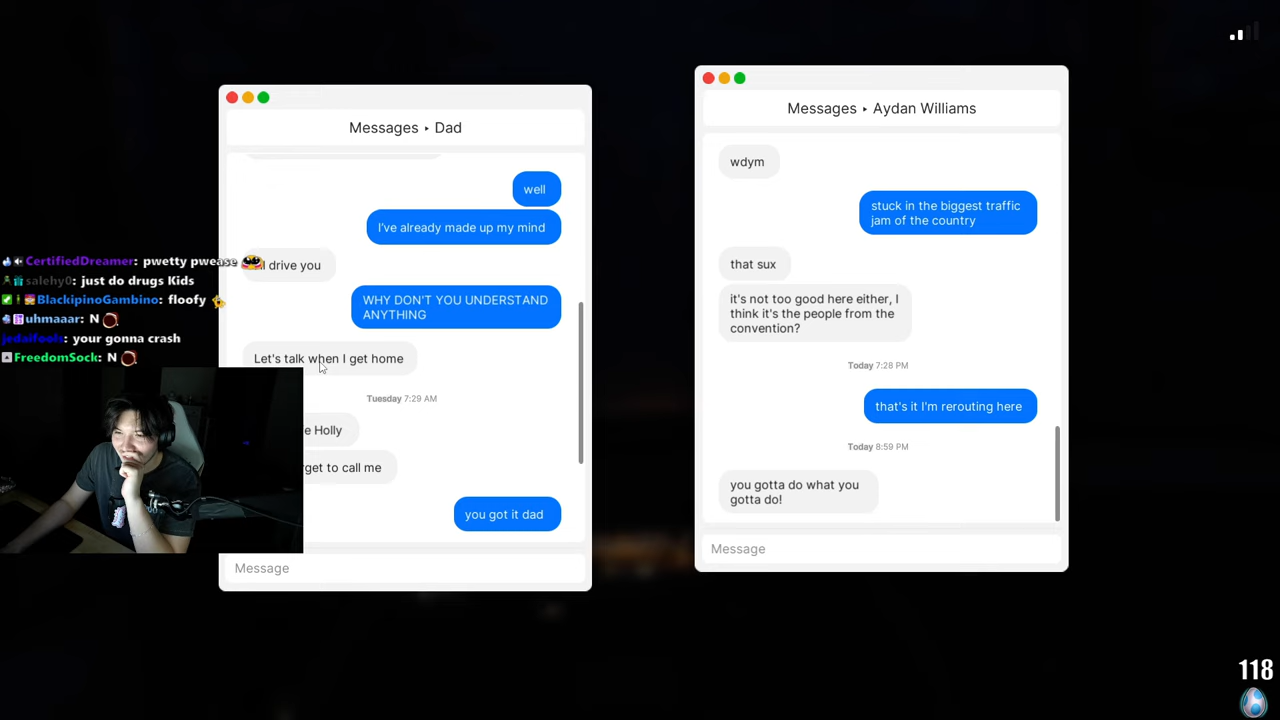 Messages ‣ Dad
well
I've already made up my mind
drive you
WHY DON'T YOU UNDERSTAND
ANYTHING
Let's talk when I get home
Tuesday 7:29 AM
Holly
to call me
you got it dad
Message
Messages ‣ Aydan Williams
wdym
stuck in the biggest traffic
jam of the country
that sux
it's not too good here either, I
think it's the people from the
convention?
Today 7:28 PM
that's it I'm rerouting here
Today 8:59 PM
you gotta do what you
gotta do!
Message
CertifiedDreamer: pwetty pwease
salehy0: just do drugs Kids
BlackipinoGambino: floofy
uhmaaar: N
jedaifools: your gonna crash
FreedomSock: N
118